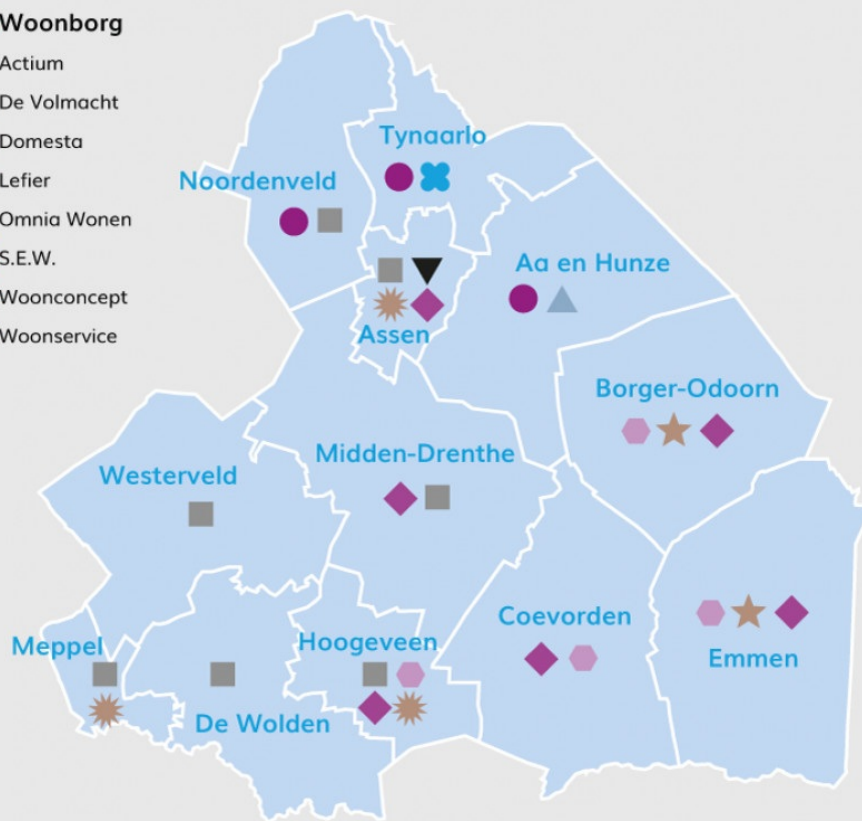 Woonborg
Actium
De Volmacht
Domesta
Lefier
Omnia Wonen
S.E.W.
Woonconcept
Woonservice
Tynaarlo
Noordenveld
Aa en Hunze
Assen
Borger-Odoorn
Midden-Drenthe
Westerveld
Coevorden
Hoogeveen
Meppel
Emmen
De Wolden